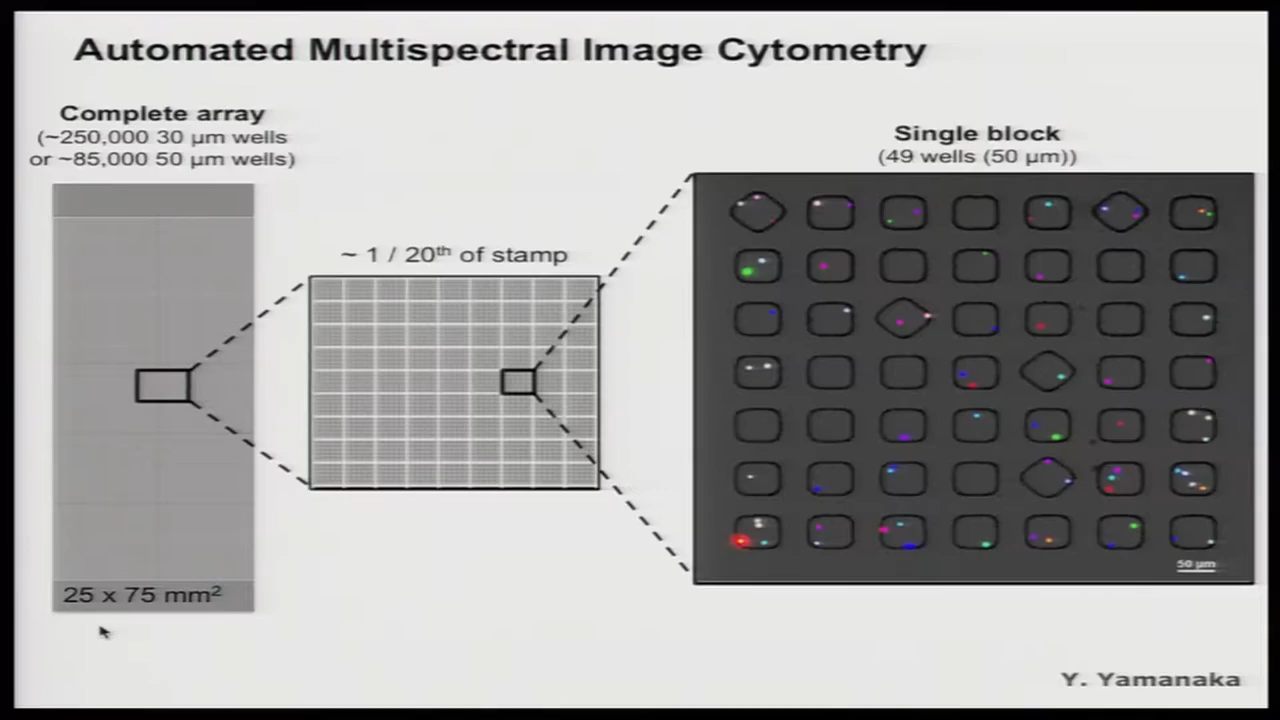 Automated Multispectral Image Cytometry
Complete array
(~250,000 30 µm wells
or ~85,000 50 µm wells)
Single block
(49 wells (50 µm))
~ 1 / 20th of stamp
50 µm
25 x 75 mm²
Y. Yamanaka